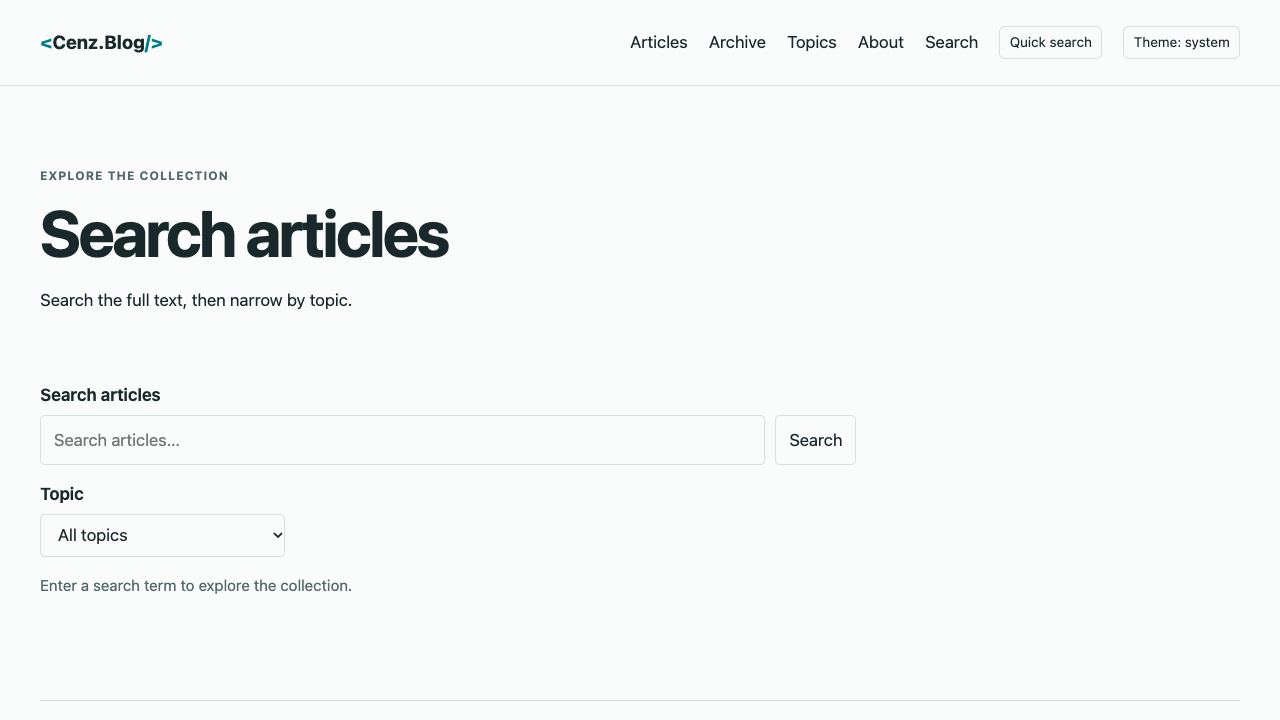 <Cenz.Blog/>
Articles Archive Topics About Search Quick search Theme: system
EXPLORE THE COLLECTION
Search articles
Search the full text, then narrow by topic.
Search articles
Search articles... Search
Topic
All topics
Enter a search term to explore the collection.